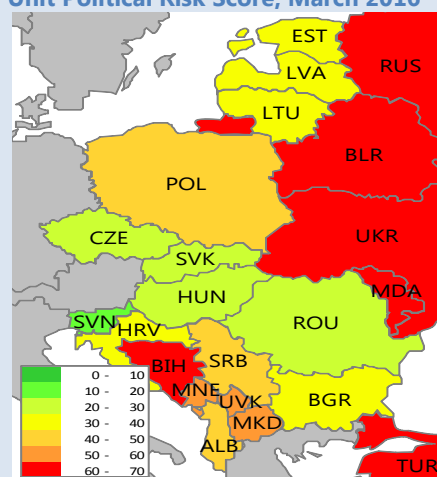 Unit Political Risk Score, March 2016
EST
RUS
LVA
LTU
BLR
POL
CZE
UKR
SVK
HUN
MDA
ROU
SVN
HRV
BIH
SRB
MNE
UVK
BGR
MKD
ALB
TUR
0 - 10
10 - 20
20 - 30
30 - 40
40 - 50
50 - 60
60 - 70